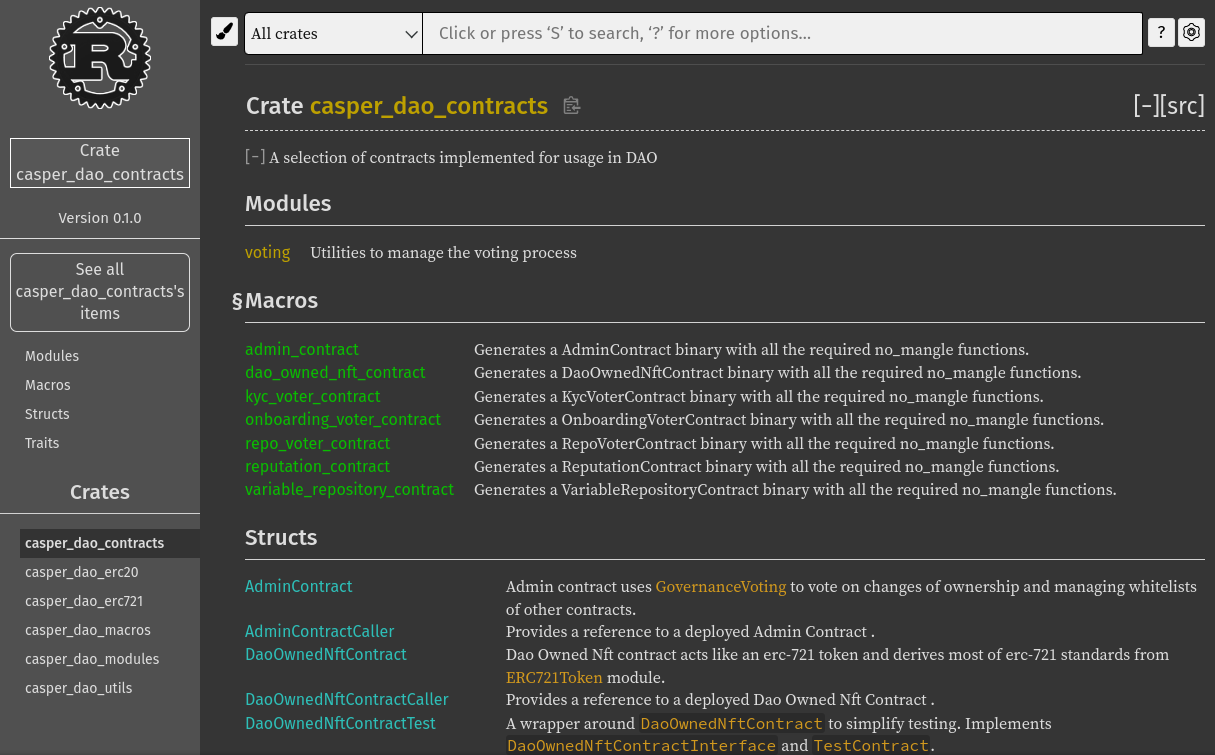 Crate
casper_dao_contracts
Version 0.1.0
See all
casper_dao_contracts's
items
Modules
Macros
Structs
Traits
Crates
casper_dao_contracts
casper_dao_erc20
casper_dao_erc721
casper_dao_macros
casper_dao_modules
casper_dao_utils
All crates
Click or press ‘S’ to search, ‘?’ for more options…
?
Crate casper_dao_contracts [−][src]
[−] A selection of contracts implemented for usage in DAO
Modules
voting Utilities to manage the voting process
§Macros
admin_contract Generates a AdminContract binary with all the required no_mangle functions.
dao_owned_nft_contract Generates a DaoOwnedNftContract binary with all the required no_mangle functions.
kyc_voter_contract Generates a KycVoterContract binary with all the required no_mangle functions.
onboarding_voter_contract Generates a OnboardingVoterContract binary with all the required no_mangle functions.
repo_voter_contract Generates a RepoVoterContract binary with all the required no_mangle functions.
reputation_contract Generates a ReputationContract binary with all the required no_mangle functions.
variable_repository_contract Generates a VariableRepositoryContract binary with all the required no_mangle functions.
Structs
AdminContract Admin contract uses GovernanceVoting to vote on changes of ownership and managing whitelists
of other contracts.
AdminContractCaller Provides a reference to a deployed Admin Contract .
DaoOwnedNftContract Dao Owned Nft contract acts like an erc-721 token and derives most of erc-721 standards from
ERC721Token module.
DaoOwnedNftContractCaller Provides a reference to a deployed Dao Owned Nft Contract .
DaoOwnedNftContractTest A wrapper around DaoOwnedNftContract to simplify testing. Implements
DaoOwnedNftContractInterface and TestContract.